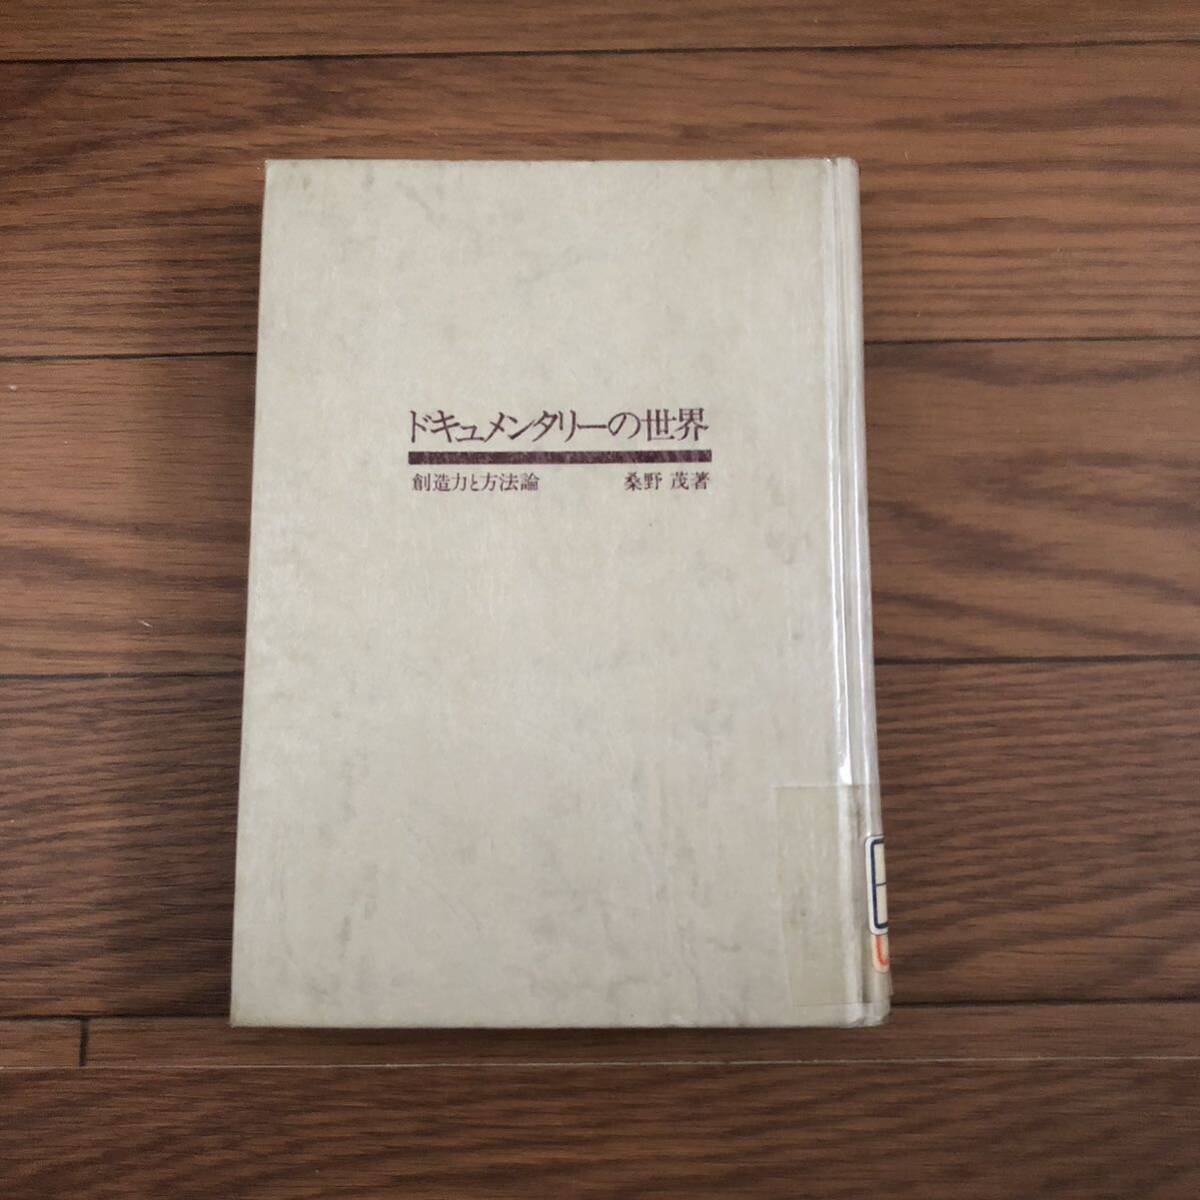 ドキュメンタリーの世界
創造力と方法論 桑野 茂著